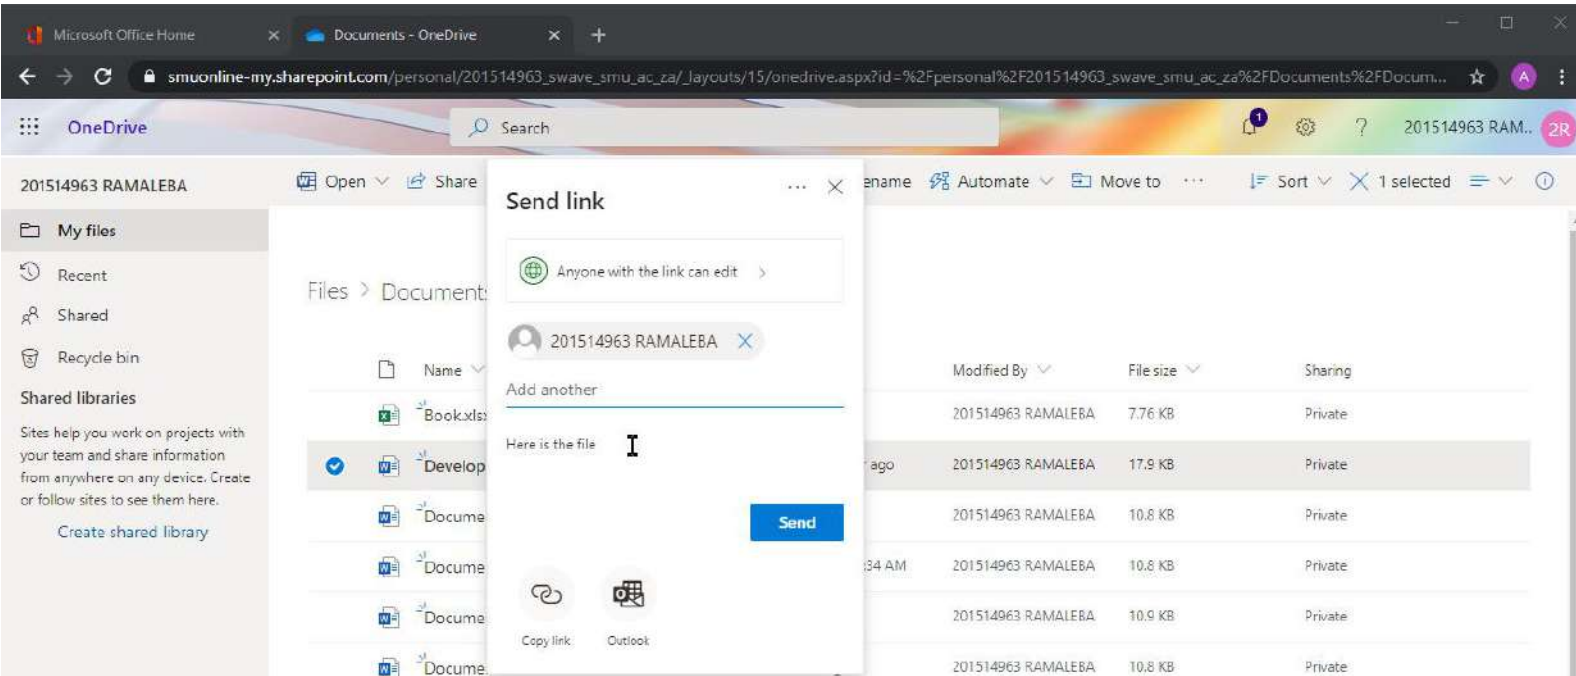 Microsoft Office Home
Documents - OneDrive
smuonline-my.sharepoint.com/personal/201514963_swave_smu_ac_za/_layouts/15/onedrive.aspx?id=%2Fpersonal%2F201514963_swave_smu_ac_za%2FDocuments%2FDocum...
A
OneDrive
Search
1
?
201514963 RAM..
2R
201514963 RAMALEBA
Open
Share
ename
Automate
Move to
...
Sort
1 selected
My files
Recent
Shared
Recycle bin
Shared libraries
Sites help you work on projects with
your team and share information
from anywhere on any device. Create
or follow sites to see them here.
Create shared library
Files > Documents
Send link
...
Anyone with the link can edit >
201514963 RAMALEBA X
Add another
Here is the file
Send
Copy link
Outlook
Name
Modified By
File size
Sharing
Book.xlsx
201514963 RAMALEBA
7.76 KB
Private
Develop
ago
201514963 RAMALEBA
17.9 KB
Private
Docume
201514963 RAMALEBA
10.8 KB
Private
Docume
:34 AM
201514963 RAMALEBA
10.8 KB
Private
Docume
201514963 RAMALEBA
10.9 KB
Private
Docume
201514963 RAMALEBA
10.8 KB
Private